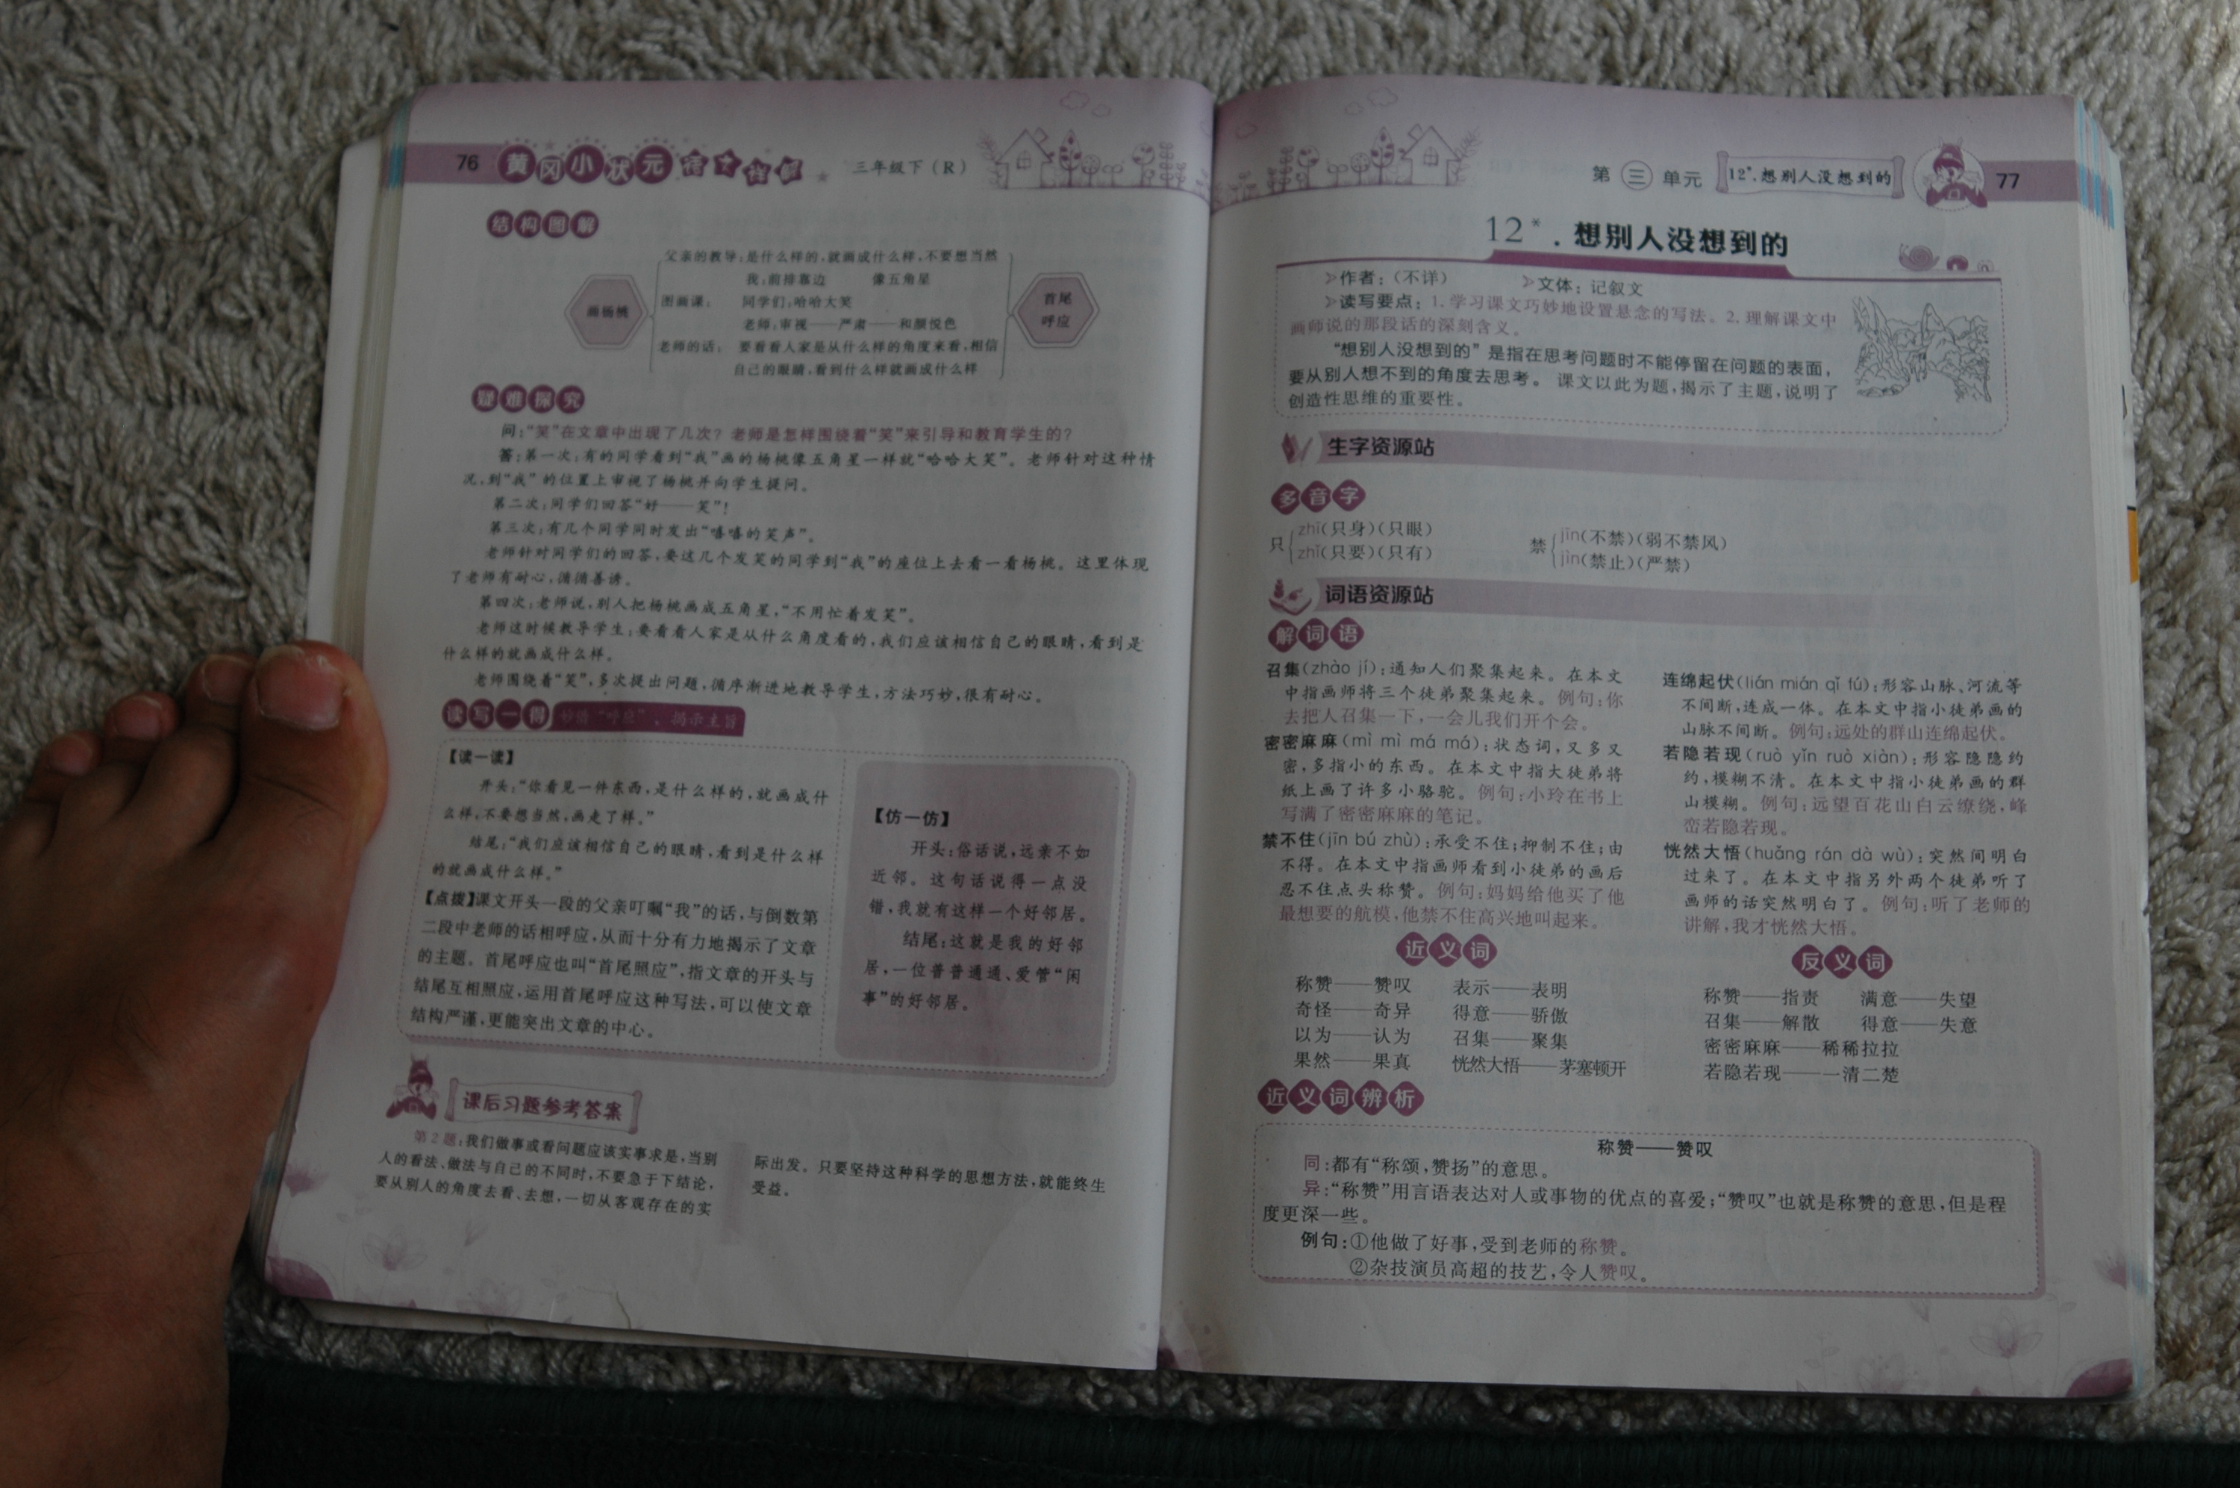 76 黄冈小状元 三年级下(R)
结构图解
画杨桃
父亲的教导:是什么样的,就画成什么样,不要想当然
图画课,
我:前排靠边 像五角星
同学们:哈哈大笑
老师:审视——严肃——和颜悦色
老师的话:
要看看人家是从什么样的角度来看,相信
自己的眼睛,看到什么样就画成什么样
首尾
呼应
疑难探究
问:“笑”在文章中出现了几次?老师是怎样围绕着“笑”来引导和教育学生的?
答:第一次:有的同学看到“我”画的杨桃像五角星一样就“哈哈大笑”。老师针对这种情
况,到“我”的位置上审视了杨桃并向学生提问。
第二次:同学们回答“好——笑”!
第三次:有几个同学同时发出“嘻嘻的笑声”。
老师针对同学们的回答,要这几个发笑的同学到“我”的座位上去看一看杨桃。这里体现
了老师有耐心,循循善诱。
第四次:老师说,别人把杨桃画成五角星,“不用忙着发笑”。
老师这时候教导学生:要看看人家是从什么角度看的,我们应该相信自己的眼睛,看到是
什么样的就画成什么样。
老师围绕着“笑”,多次提出问题,循序渐进地教导学生,方法巧妙,很有耐心。
读写一得 妙借“呼应”,揭示主旨
【读一读】
开头:“你看见一件东西,是什么样的,就画成什
么样,不要想当然,画走了样。”
结尾:“我们应该相信自己的眼睛,看到是什么样
的就画成什么样。”
【点拨】课文开头一段的父亲叮嘱“我”的话,与倒数第
二段中老师的话相呼应,从而十分有力地揭示了文章
的主题。首尾呼应也叫“首尾照应”,指文章的开头与
结尾互相照应,运用首尾呼应这种写法,可以使文章
结构严谨,更能突出文章的中心。
【仿一仿】
开头:俗话说,远亲不如
近邻。这句话说得一点没
错,我就有这样一个好邻居。
结尾:这就是我的好邻
居,一位普普通通、爱管“闲
事”的好邻居。
课后习题参考答案
第2题:我们做事或看问题应该实事求是,当别
人的看法、做法与自己的不同时,不要急于下结论,
要从别人的角度去看、去想,一切从客观存在的实
际出发。只要坚持这种科学的思想方法,就能终生
受益。
第三单元 12*.想别人没想到的 77
12*.想别人没想到的
>作者:(不详) >文体:记叙文
>读写要点:1.学习课文巧妙地设置悬念的写法。2.理解课文中
画师说的那段话的深刻含义。
“想别人没想到的”是指在思考问题时不能停留在问题的表面,
要从别人想不到的角度去思考。课文以此为题,揭示了主题,说明了
创造性思维的重要性。
生字资源站
多音字
只{zhī(只身)(只眼)
zhǐ(只要)(只有)
禁{jīn(不禁)(弱不禁风)
jìn(禁止)(严禁)
词语资源站
解词语
召集(zhào jí):通知人们聚集起来。在本文
中指画师将三个徒弟聚集起来。例句:你
去把人召集一下,一会儿我们开个会。
密密麻麻(mì mì má má):状态词,又多又
密,多指小的东西。在本文中指大徒弟将
纸上画了许多小骆驼。例句:小玲在书上
写满了密密麻麻的笔记。
禁不住(jīn bú zhù):承受不住;抑制不住;由
不得。在本文中指画师看到小徒弟的画后
忍不住点头称赞。例句:妈妈给他买了他
最想要的航模,他禁不住高兴地叫起来。
连绵起伏(lián mián qǐ fú):形容山脉、河流等
不间断,连成一体。在本文中指小徒弟画的
山脉不间断。例句:远处的群山连绵起伏。
若隐若现(ruò yǐn ruò xiàn):形容隐隐约
约,模糊不清。在本文中指小徒弟画的群
山模糊。例句:远望百花山白云缭绕,峰
峦若隐若现。
恍然大悟(huǎng rán dà wù):突然间明白
过来了。在本文中指另外两个徒弟听了
画师的话突然明白了。例句:听了老师的
讲解,我才恍然大悟。
近义词
称赞——赞叹 表示——表明
奇怪——奇异 得意——骄傲
以为——认为 召集——聚集
果然——果真 恍然大悟——茅塞顿开
反义词
称赞——指责 满意——失望
召集——解散 得意——失意
密密麻麻——稀稀拉拉
若隐若现——一清二楚
近义词辨析
称赞——赞叹
同:都有“称颂,赞扬”的意思。
异:“称赞”用言语表达对人或事物的优点的喜爱;“赞叹”也就是称赞的意思,但是程
度更深一些。
例句:①他做了好事,受到老师的称赞。
②杂技演员高超的技艺,令人赞叹。